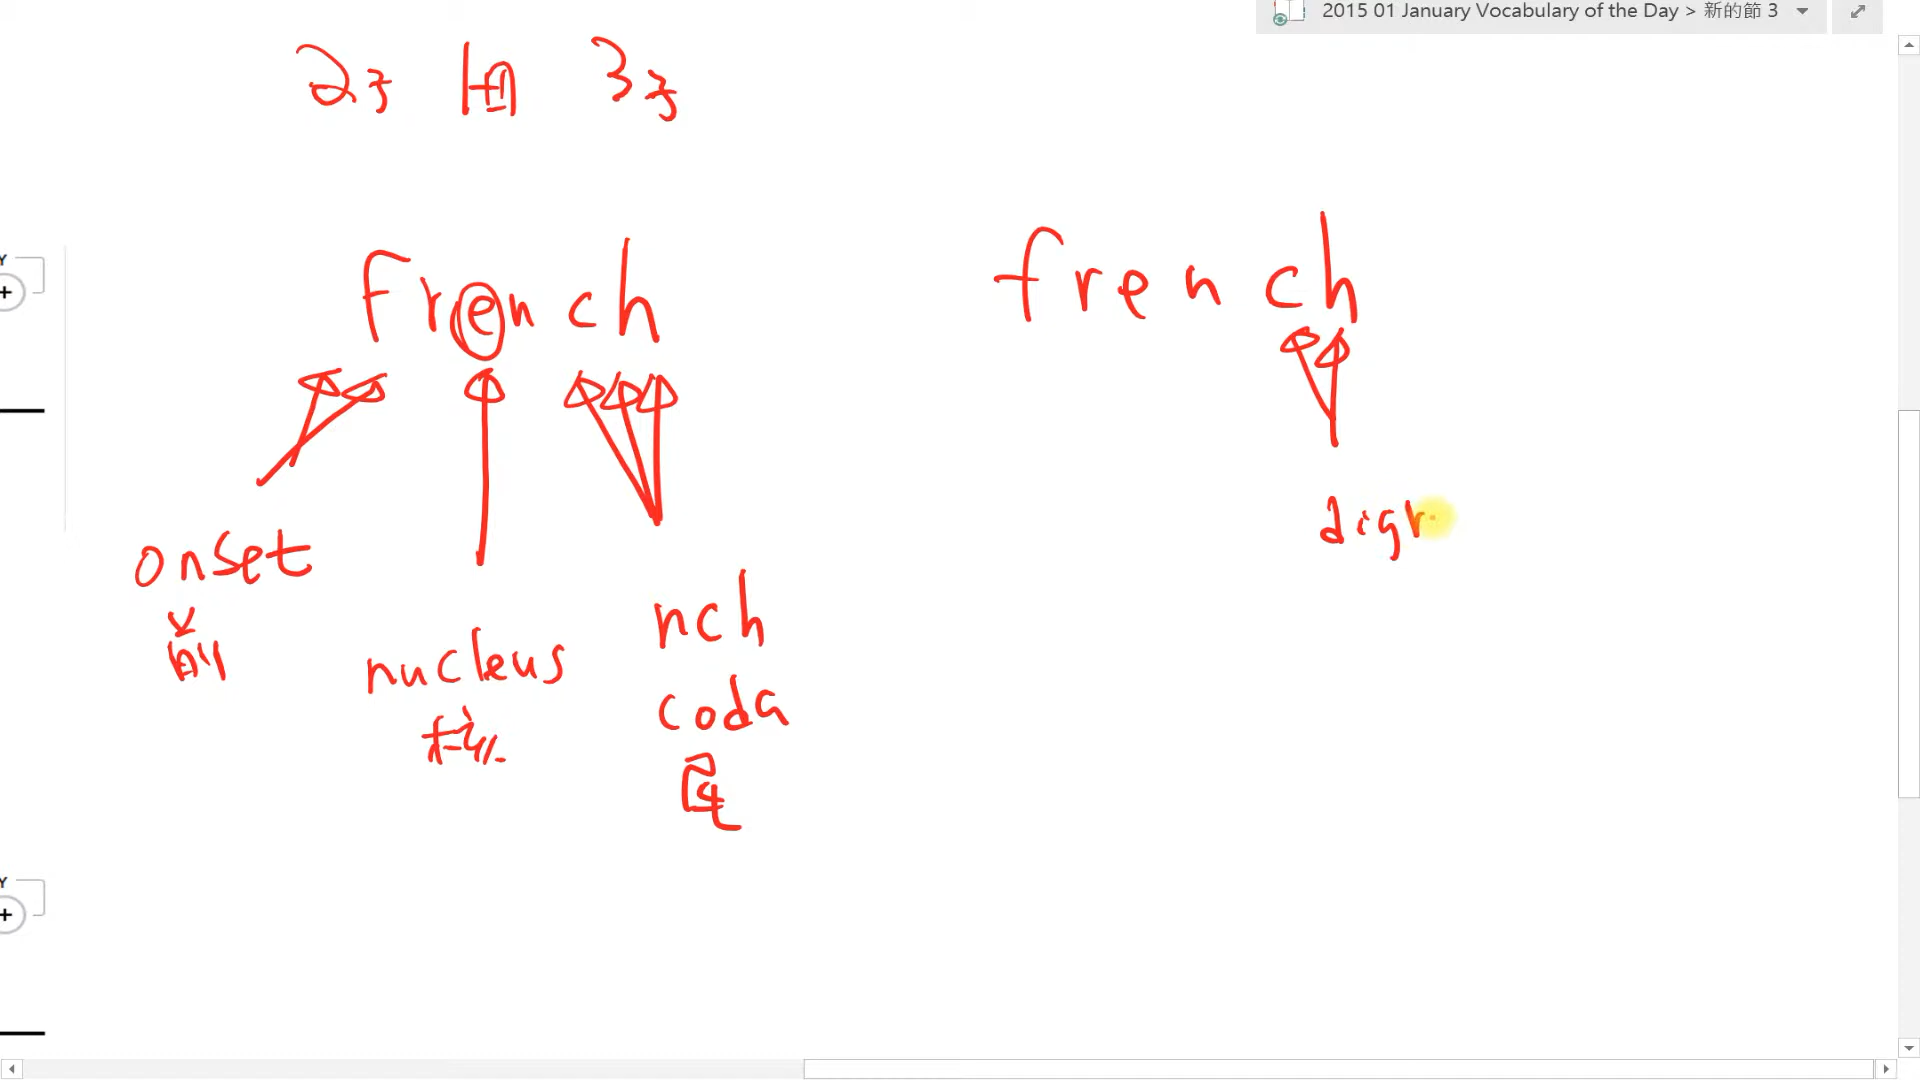 2015 01 January Vocabulary of the Day > 新的節 3
2子 1個 3子
French
french
onset
前
nucleus
核
nch
coda
尾
digr
Y
+
Y
+